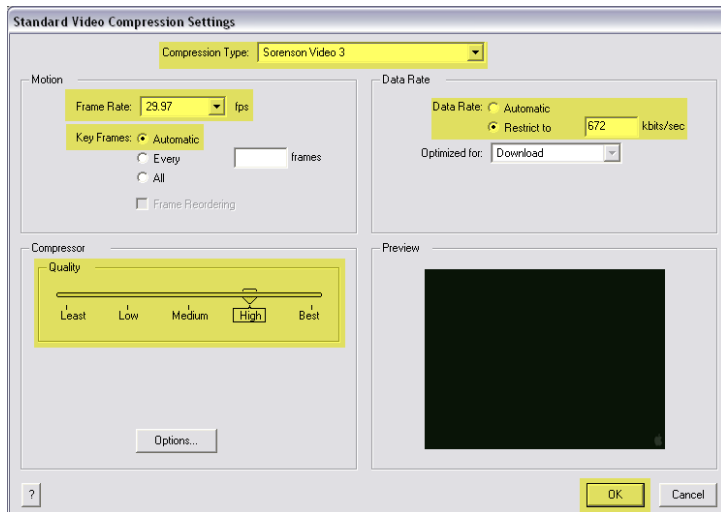 Standard Video Compression Settings
Compression Type: Sorenson Video 3
Motion
Frame Rate: 29.97 fps
Key Frames: Automatic
Every frames
All
Frame Reordering
Data Rate
Data Rate: Automatic
Restrict to 672 kbits/sec
Optimized for: Download
Compressor
Quality
Least Low Medium High Best
Options...
Preview
? OK Cancel